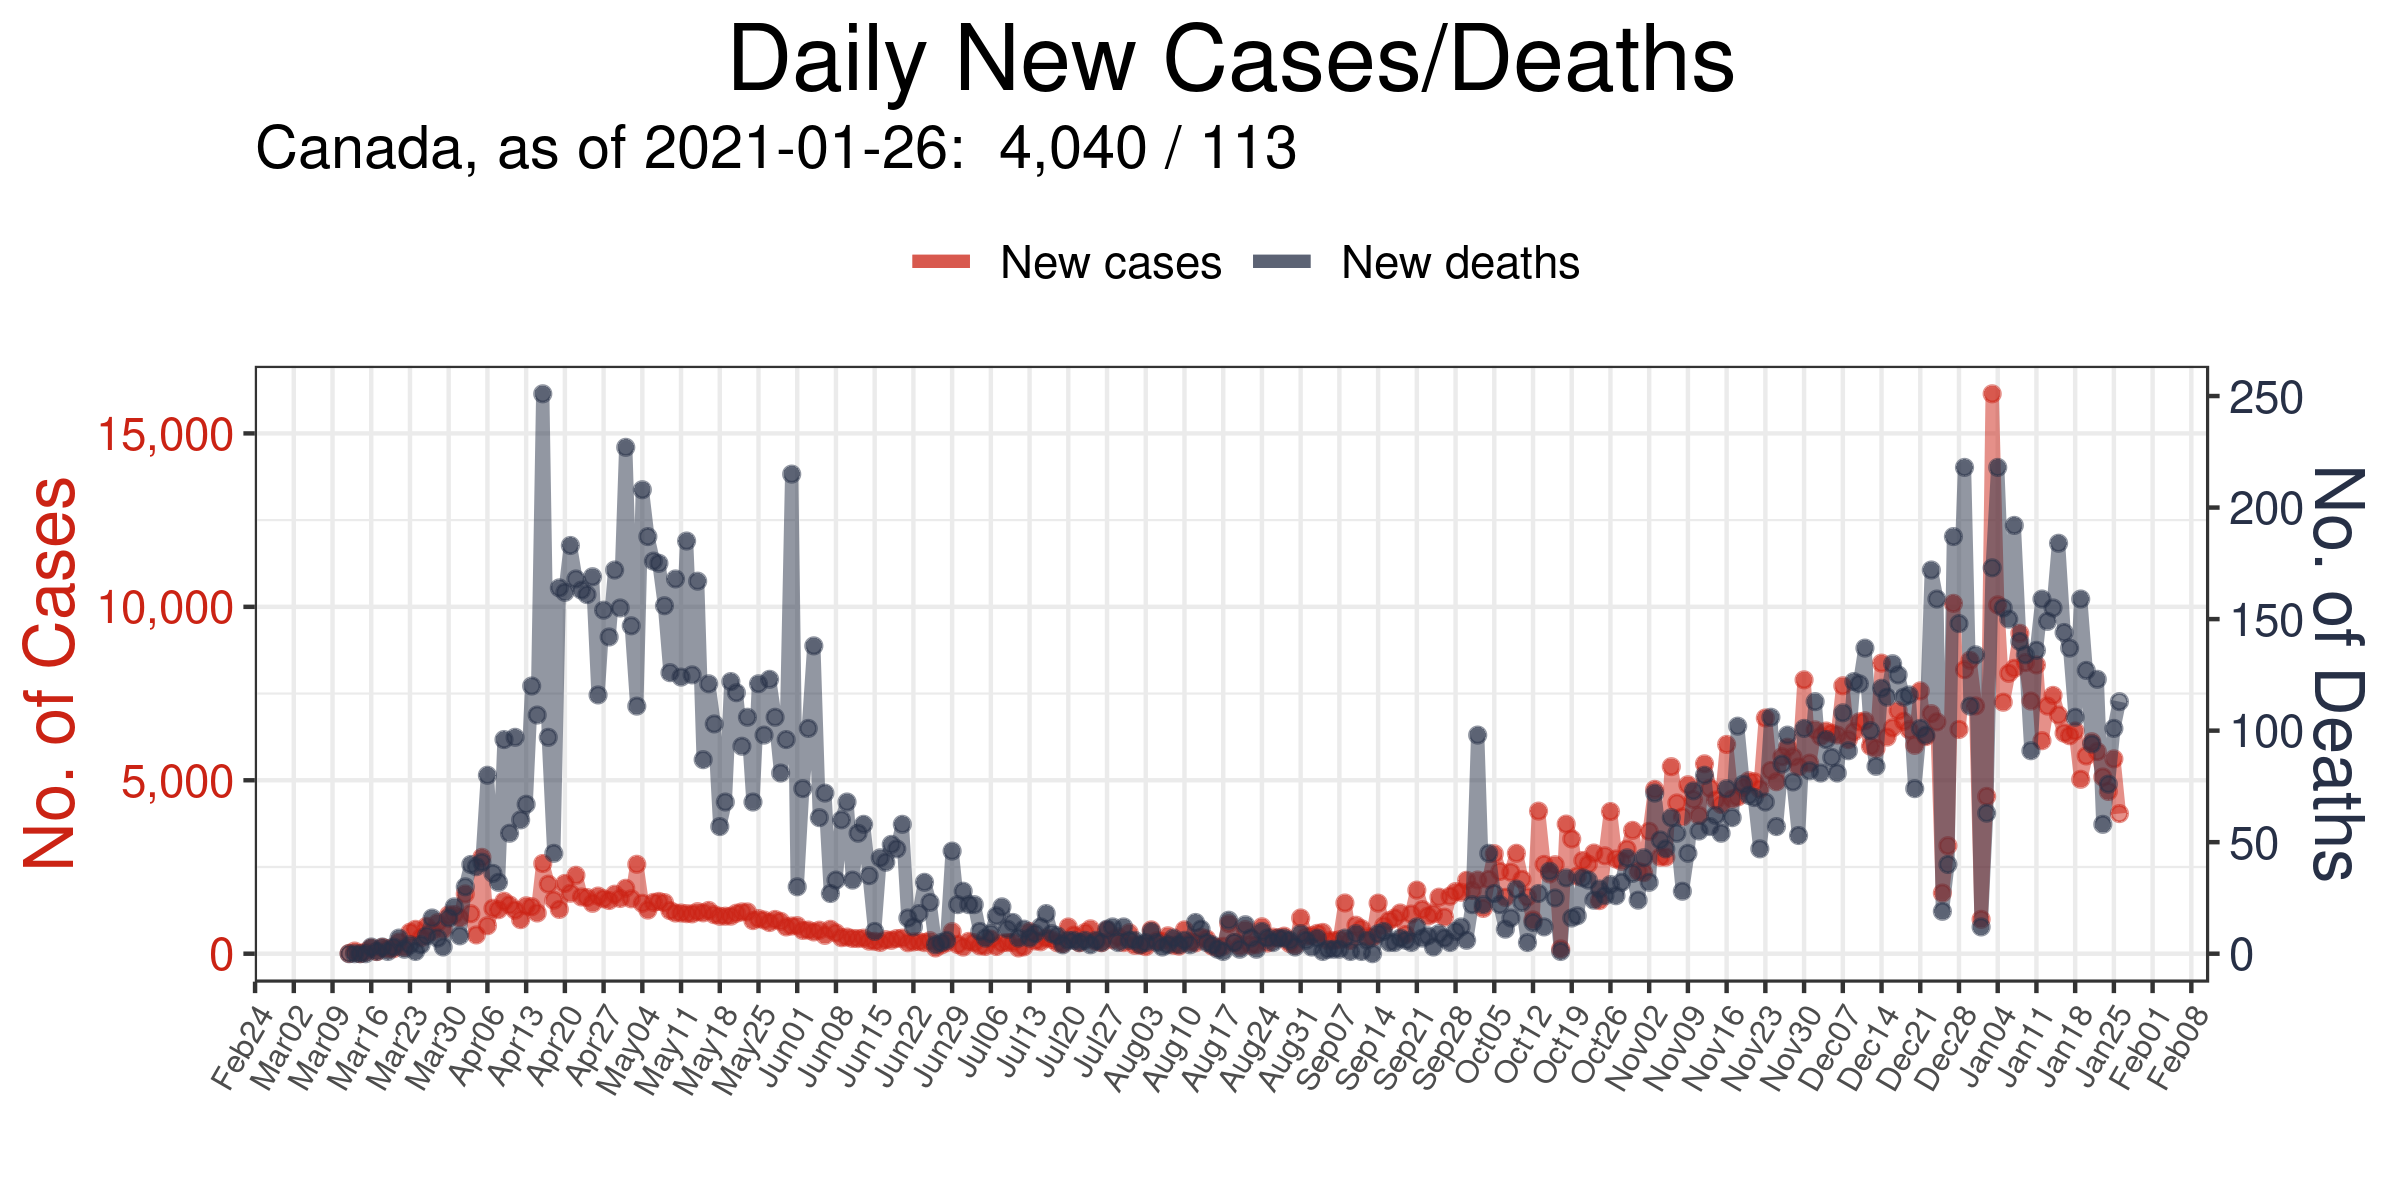 Daily New Cases/Deaths
Canada, as of 2021-01-26:  4,040 / 113
New cases New deaths
No. of Cases
15,000
10,000
5,000
0
250
200
150
100
50
0
No. of Deaths
Feb24 Mar02 Mar09 Mar16 Mar23 Mar30 Apr06 Apr13 Apr20 Apr27 May04 May11 May18 May25 Jun01 Jun08 Jun15 Jun22 Jun29 Jul06 Jul13 Jul20 Jul27 Aug03 Aug10 Aug17 Aug24 Aug31 Sep07 Sep14 Sep21 Sep28 Oct05 Oct12 Oct19 Oct26 Nov02 Nov09 Nov16 Nov23 Nov30 Dec07 Dec14 Dec21 Dec28 Jan04 Jan11 Jan18 Jan25 Feb01 Feb08